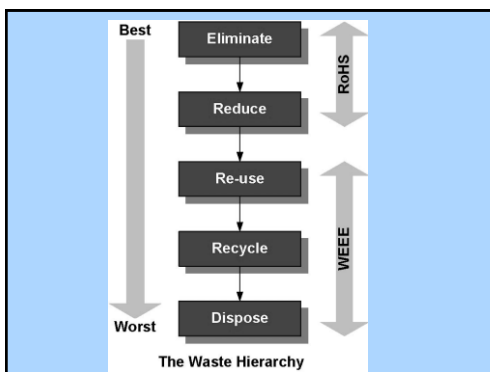 Best
Eliminate
RoHS
Reduce
Re-use
WEEE
Recycle
Worst
Dispose
The Waste Hierarchy